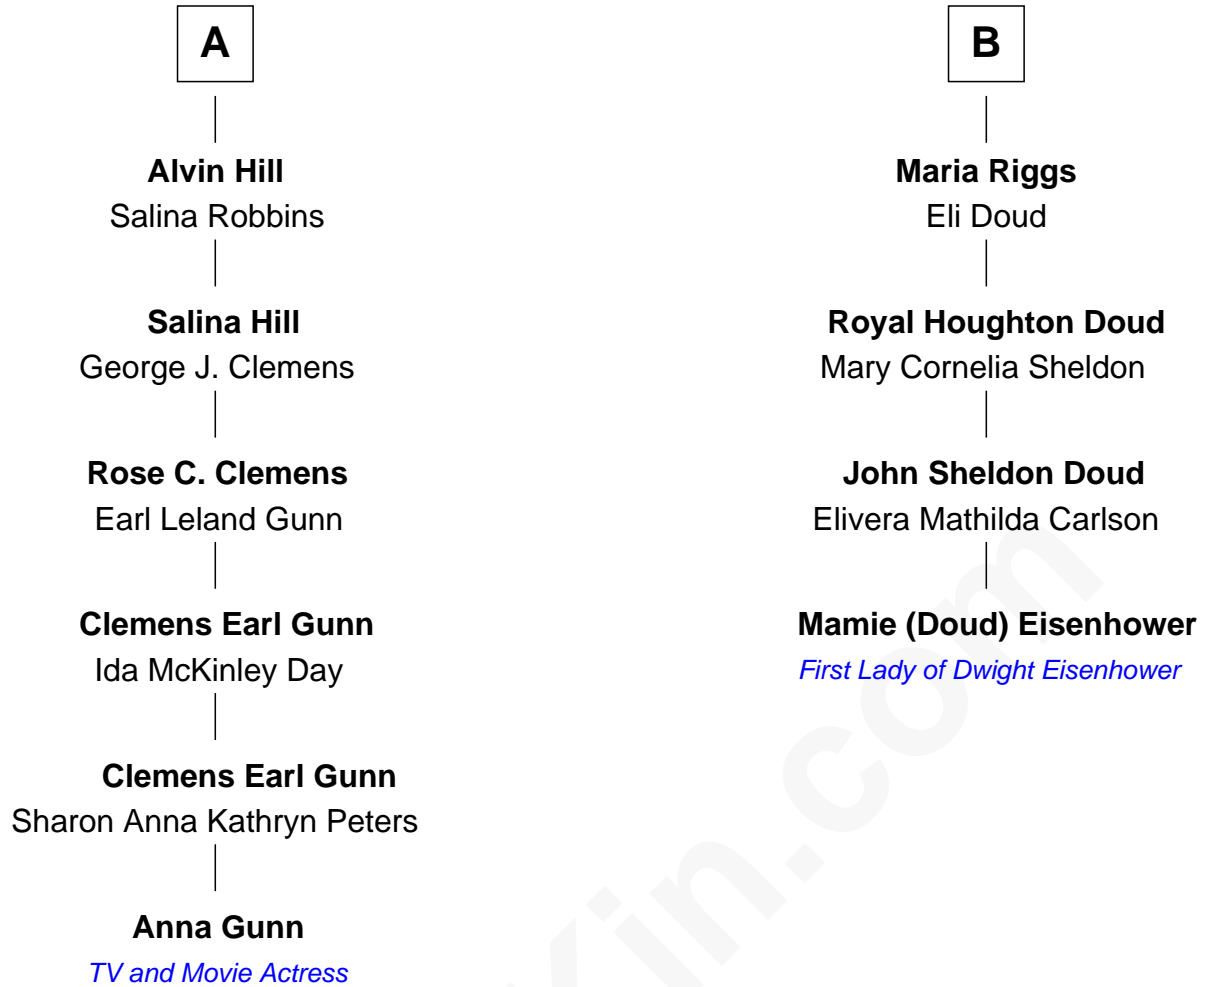 A
Alvin Hill
Salina Robbins
Salina Hill
George J. Clemens
Rose C. Clemens
Earl Leland Gunn
Clemens Earl Gunn
Ida McKinley Day
Clemens Earl Gunn
Sharon Anna Kathryn Peters
Anna Gunn
TV and Movie Actress
B
Maria Riggs
Eli Doud
Royal Houghton Doud
Mary Cornelia Sheldon
John Sheldon Doud
Elivera Mathilda Carlson
Mamie (Doud) Eisenhower
First Lady of Dwight Eisenhower
Kin.com